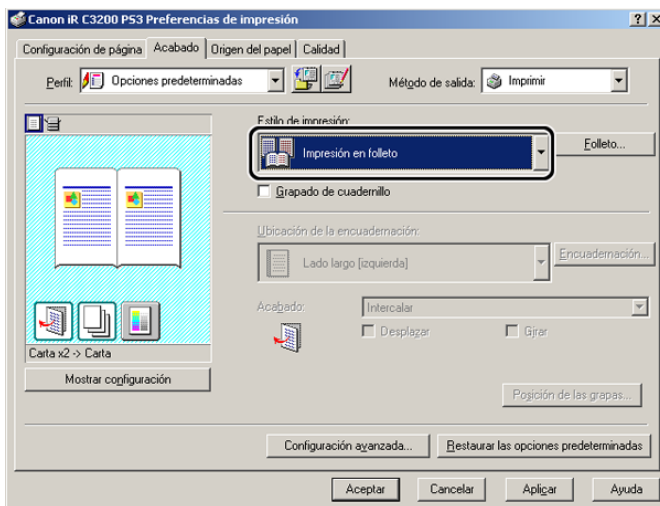 Canon iR C3200 PS3 Preferencias de impresión
Configuración de página Acabado Origen del papel Calidad
Perfil: Opciones predeterminadas Método de salida: Imprimir
Estilo de impresión:
Impresión en folleto Folleto...
Grapado de cuadernillo
Ubicación de la encuadernación:
Lado largo [izquierda] Encuadernación...
Acabado: Intercalar
Desplazar Girar
Carta x2 -> Carta
Mostrar configuración
Posición de las grapas...
Configuración avanzada... Restaurar las opciones predeterminadas
Aceptar Cancelar Aplicar Ayuda